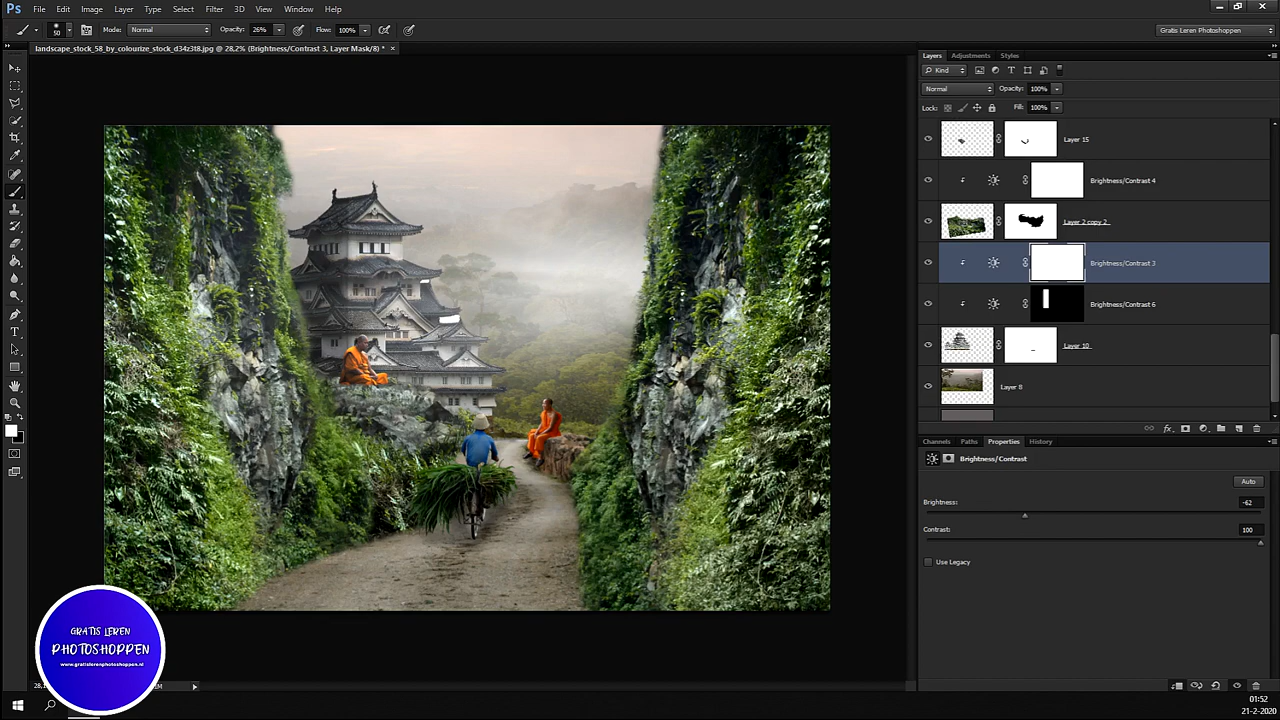 Ps File Edit Image Layer Type Select Filter 3D View Window Help
50 Mode: Normal Opacity: 26% Flow: 100% Gratis Leren Photoshoppen
landscape_stock_58_by_colourize_stock_d34z3t8.jpg @ 28,2% (Brightness/Contrast 3, Layer Mask/8) * ×
Layers Adjustments Styles
Kind
Normal Opacity: 100%
Lock: Fill: 100%
Layer 15
Brightness/Contrast 4
Layer 2 copy 2
Brightness/Contrast 3
Brightness/Contrast 6
Layer 10
Layer 8
fx
Channels Paths Properties History
Brightness/Contrast
Auto
Brightness: -62
Contrast: 100
Use Legacy
GRATIS LEREN
PHOTOSHOPPEN
www.gratislerenphotoshoppen.nl
01:52
21-2-2020